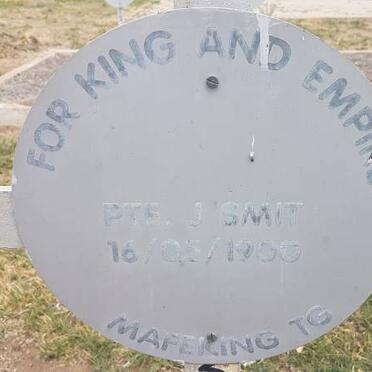 FOR KING AND EMPIRE
PTE. J SMIT
16/05/1900
MAFEKING TG